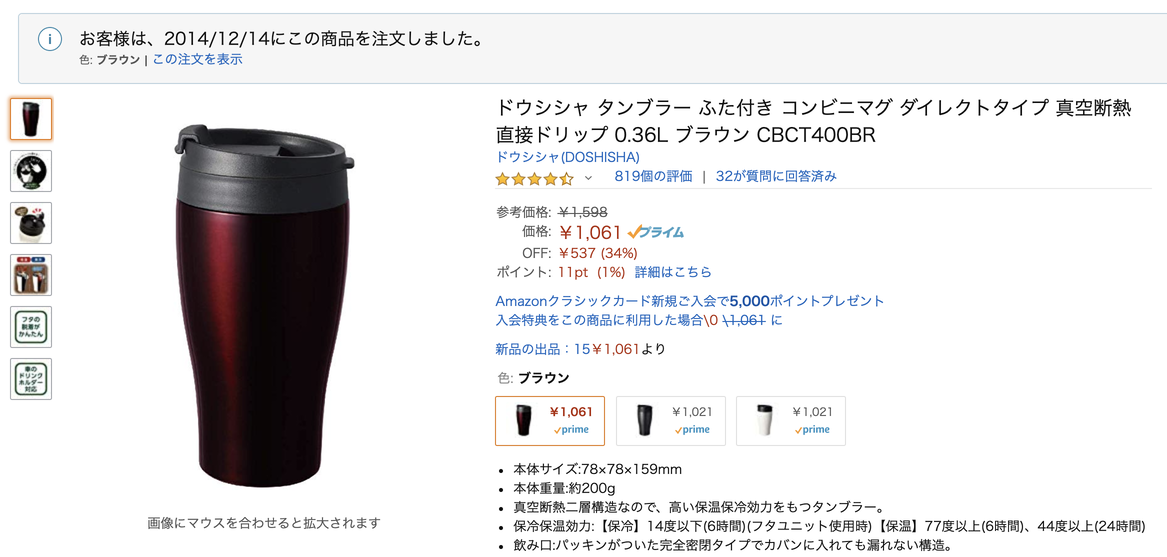 お客様は、2014/12/14にこの商品を注文しました。
色: ブラウン | この注文を表示
ドウシシャ タンブラー ふた付き コンビニマグ ダイレクトタイプ 真空断熱
直接ドリップ 0.36L ブラウン CBCT400BR
ドウシシャ(DOSHISHA)
819個の評価 | 32が質問に回答済み
参考価格: ￥1,598
価格: ￥1,061 プライム
OFF: ￥537 (34%)
ポイント: 11pt (1%) 詳細はこちら
Amazonクラシックカード新規ご入会で5,000ポイントプレゼント
入会特典をこの商品に利用した場合\0 \1,061 に
新品の出品：15￥1,061より
色: ブラウン
￥1,061 ￥1,021 ￥1,021
prime prime prime
本体サイズ:78×78×159mm
本体重量:約200g
真空断熱二層構造なので、高い保温保冷効力をもつタンブラー。
保冷保温効力:【保冷】14度以下(6時間)(フタユニット使用時)【保温】77度以上(6時間)、44度以上(24時間)
飲み口:パッキンがついた完全密閉タイプでカバンに入れても漏れない構造。
フタの
脱着が
かんたん
車の
ドリンク
ホルダー
対応
画像にマウスを合わせると拡大されます